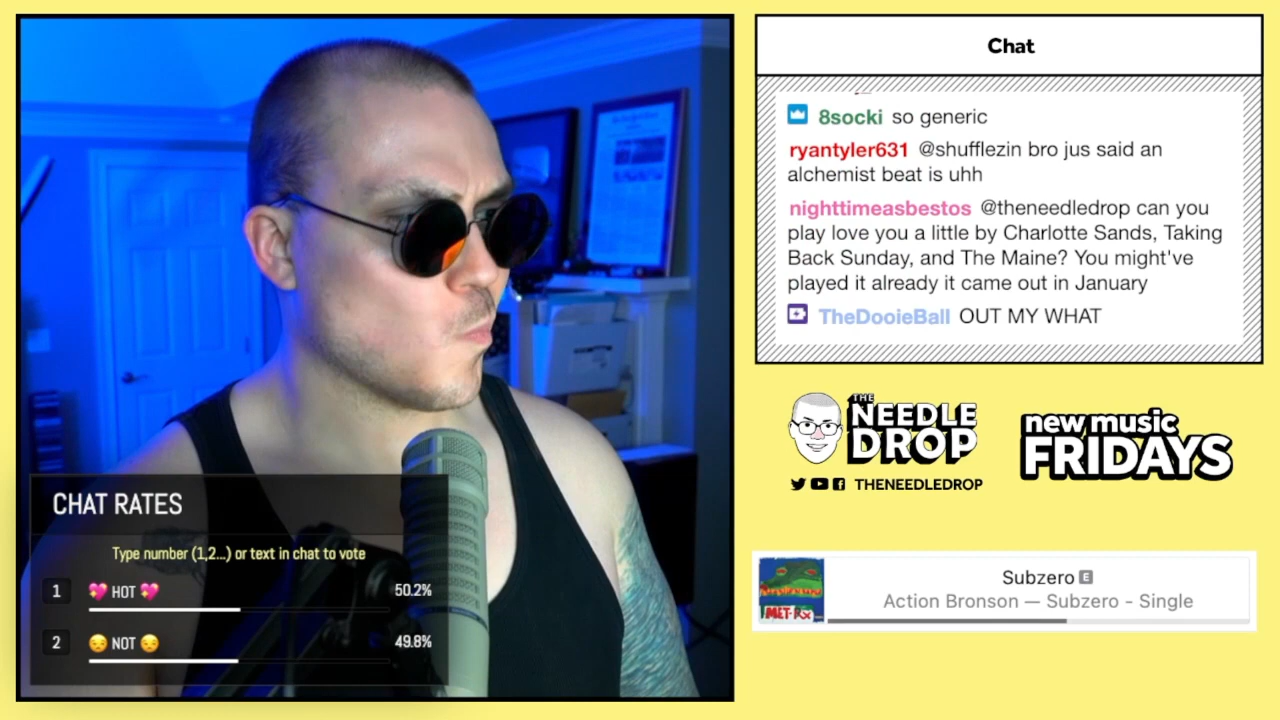 Chat
8socki so generic
ryantyler631 @shufflezin bro jus said an
alchemist beat is uhh
nighttimeasbestos @theneedledrop can you
play love you a little by Charlotte Sands, Taking
Back Sunday, and The Maine? You might've
played it already it came out in January
TheDooieBall OUT MY WHAT
THE
NEEDLE
DROP
THENEEDLEDROP
new music
FRIDAYS
Subzero E
Action Bronson — Subzero - Single
MET-Rx
CHAT RATES
Type number (1,2...) or text in chat to vote
1 💖 HOT 💖 50.2%
2 😒 NOT 😒 49.8%